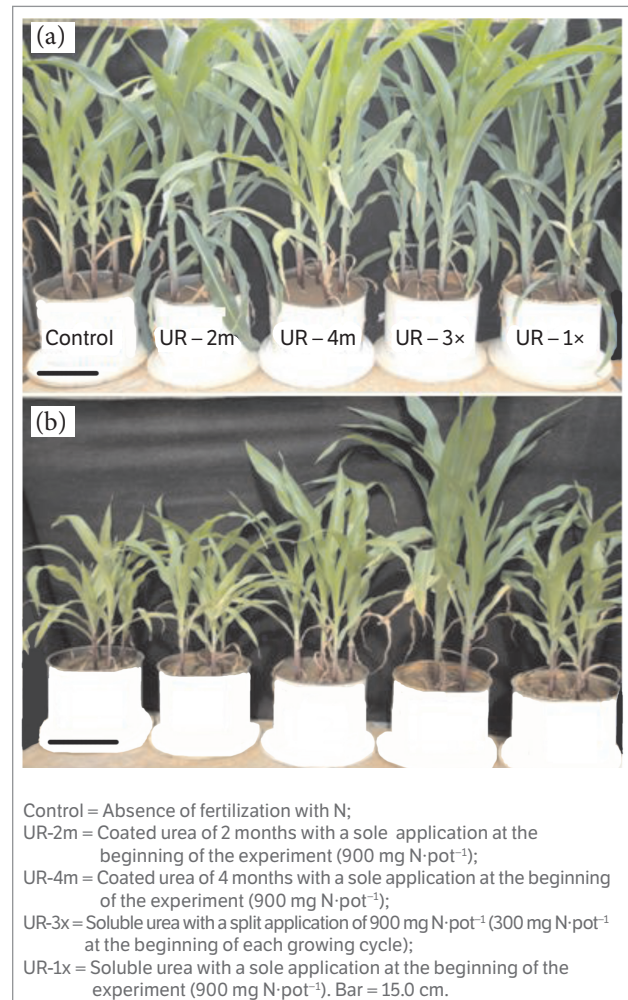 (a)
Control UR – 2m UR – 4m UR – 3× UR – 1×
(b)
Control = Absence of fertilization with N;
UR-2m = Coated urea of 2 months with a sole application at the
beginning of the experiment (900 mg N·pot⁻¹);
UR-4m = Coated urea of 4 months with a sole application at the beginning
of the experiment (900 mg N·pot⁻¹);
UR-3x = Soluble urea with a split application of 900 mg N·pot⁻¹ (300 mg N·pot⁻¹
at the beginning of each growing cycle);
UR-1x = Soluble urea with a sole application at the beginning of the
experiment (900 mg N·pot⁻¹). Bar = 15.0 cm.